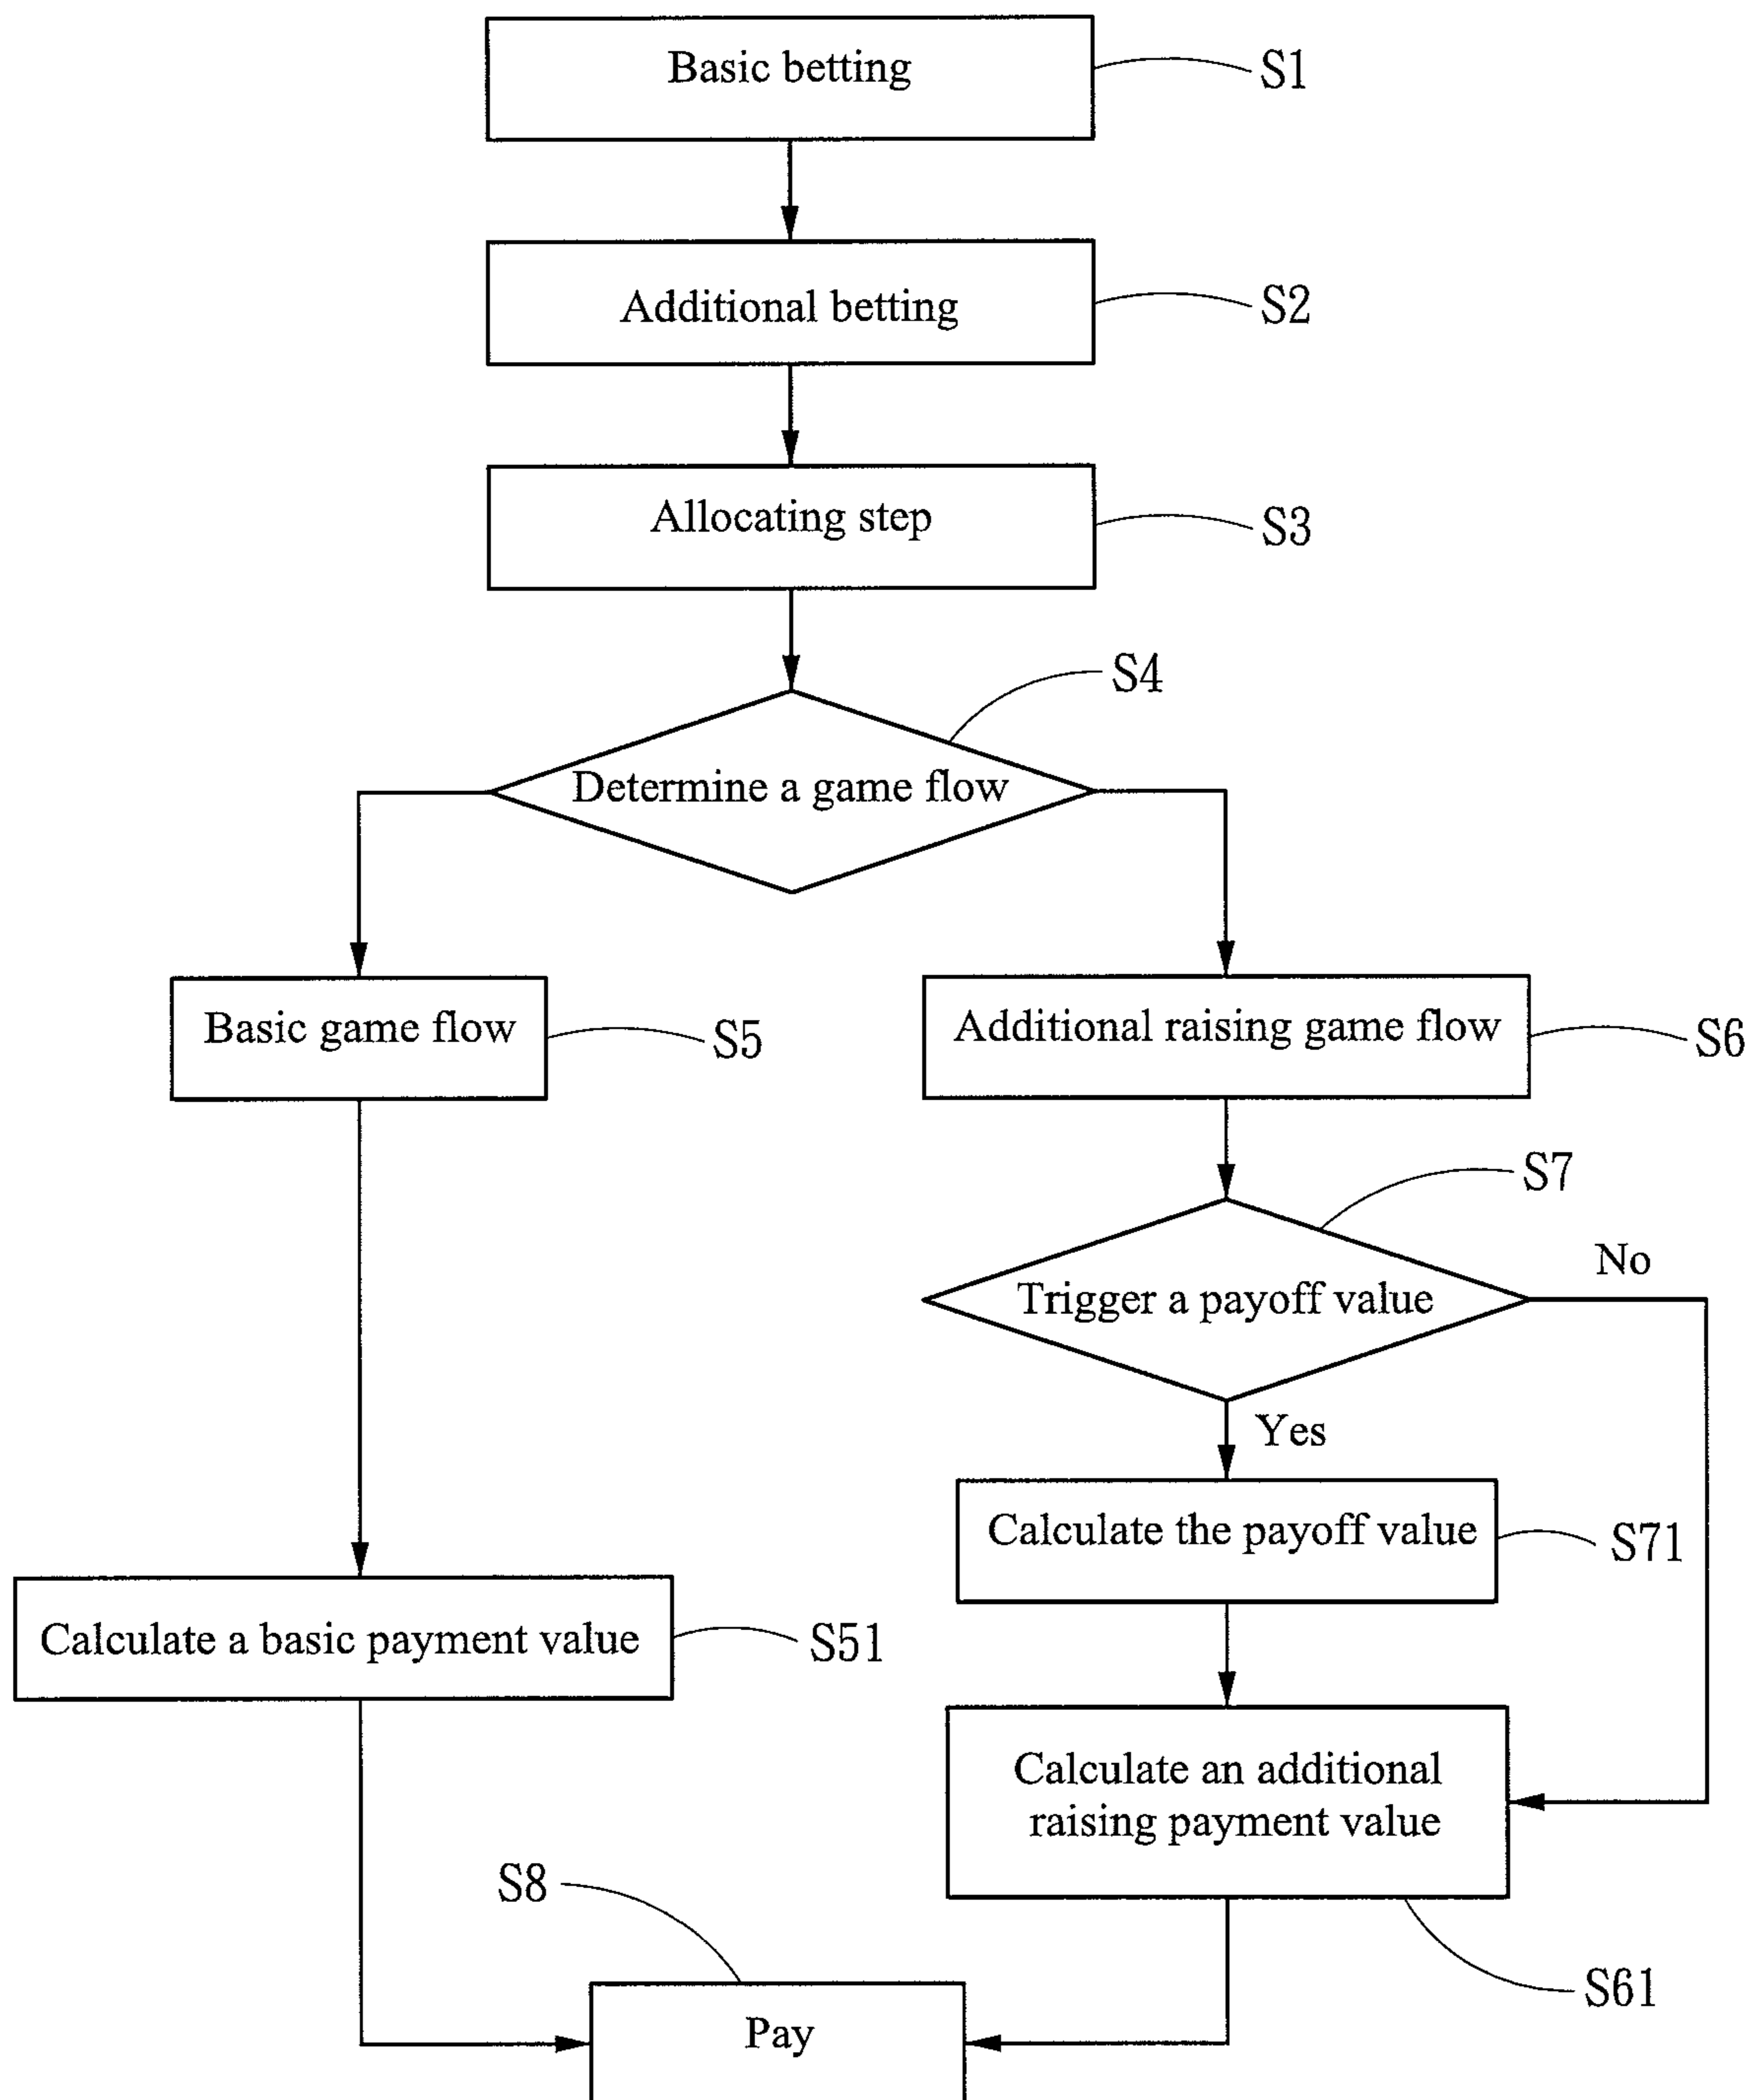 Basic betting
S1
Additional betting
S2
Allocating step
S3
S4
Determine a game flow
Basic game flow
S5
Additional raising game flow
S6
S7
No
Trigger a payoff value
Yes
Calculate the payoff value
S71
Calculate a basic payment value
S51
Calculate an additional
raising payment value
S8
S61
Pay